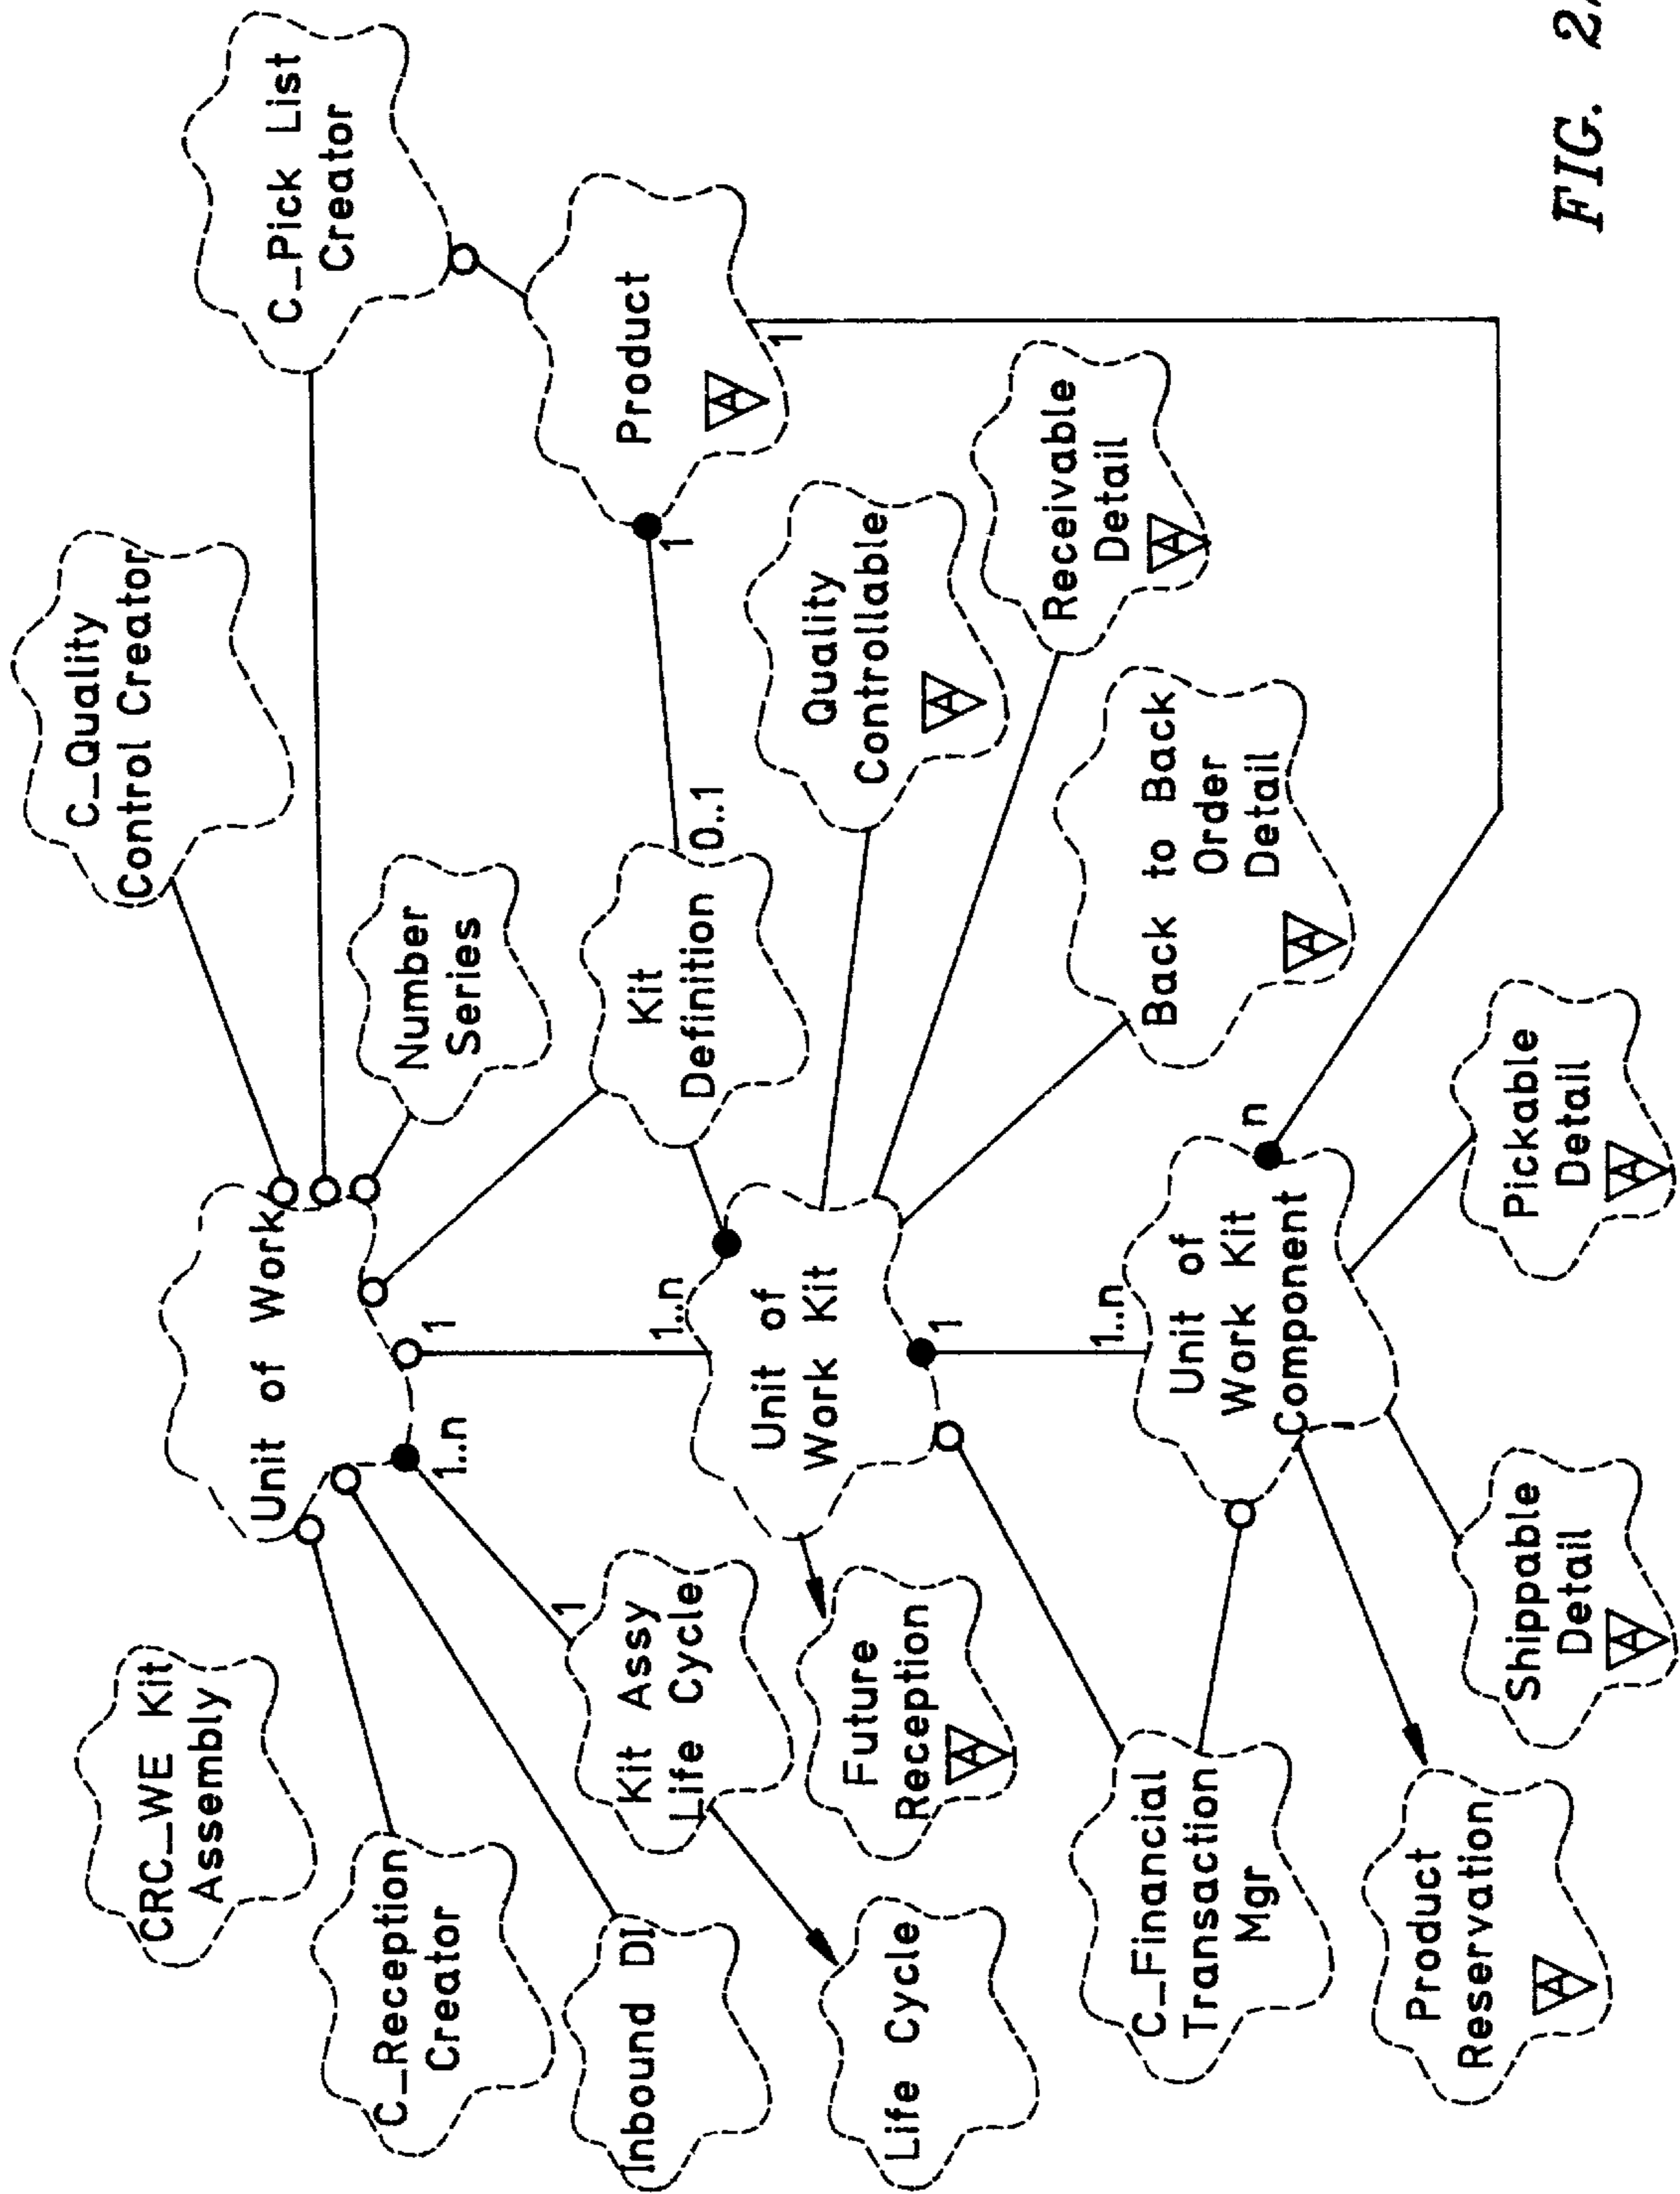 CRC_WE Kit
Assembly
C_Quality
Control Creator
Unit of Work
C_Pick List
Creator
C_Reception
Creator
Number
Series
1..n
1
Inbound DI
Kit Assy
Life Cycle
1
1..n
Kit
Definition
0..1
1
Product
A
1
Unit of
Work Kit
1
Quality
Controllable
A
Future
Reception
A
Life Cycle
Receivable
Detail
A
1..n
C_Financial
Transaction
Mgr
Unit of
Work Kit
Component
n
Back to Back
Order
Detail
A
Product
Reservation
A
Shippable
Detail
A
Pickable
Detail
A
FIG. 2